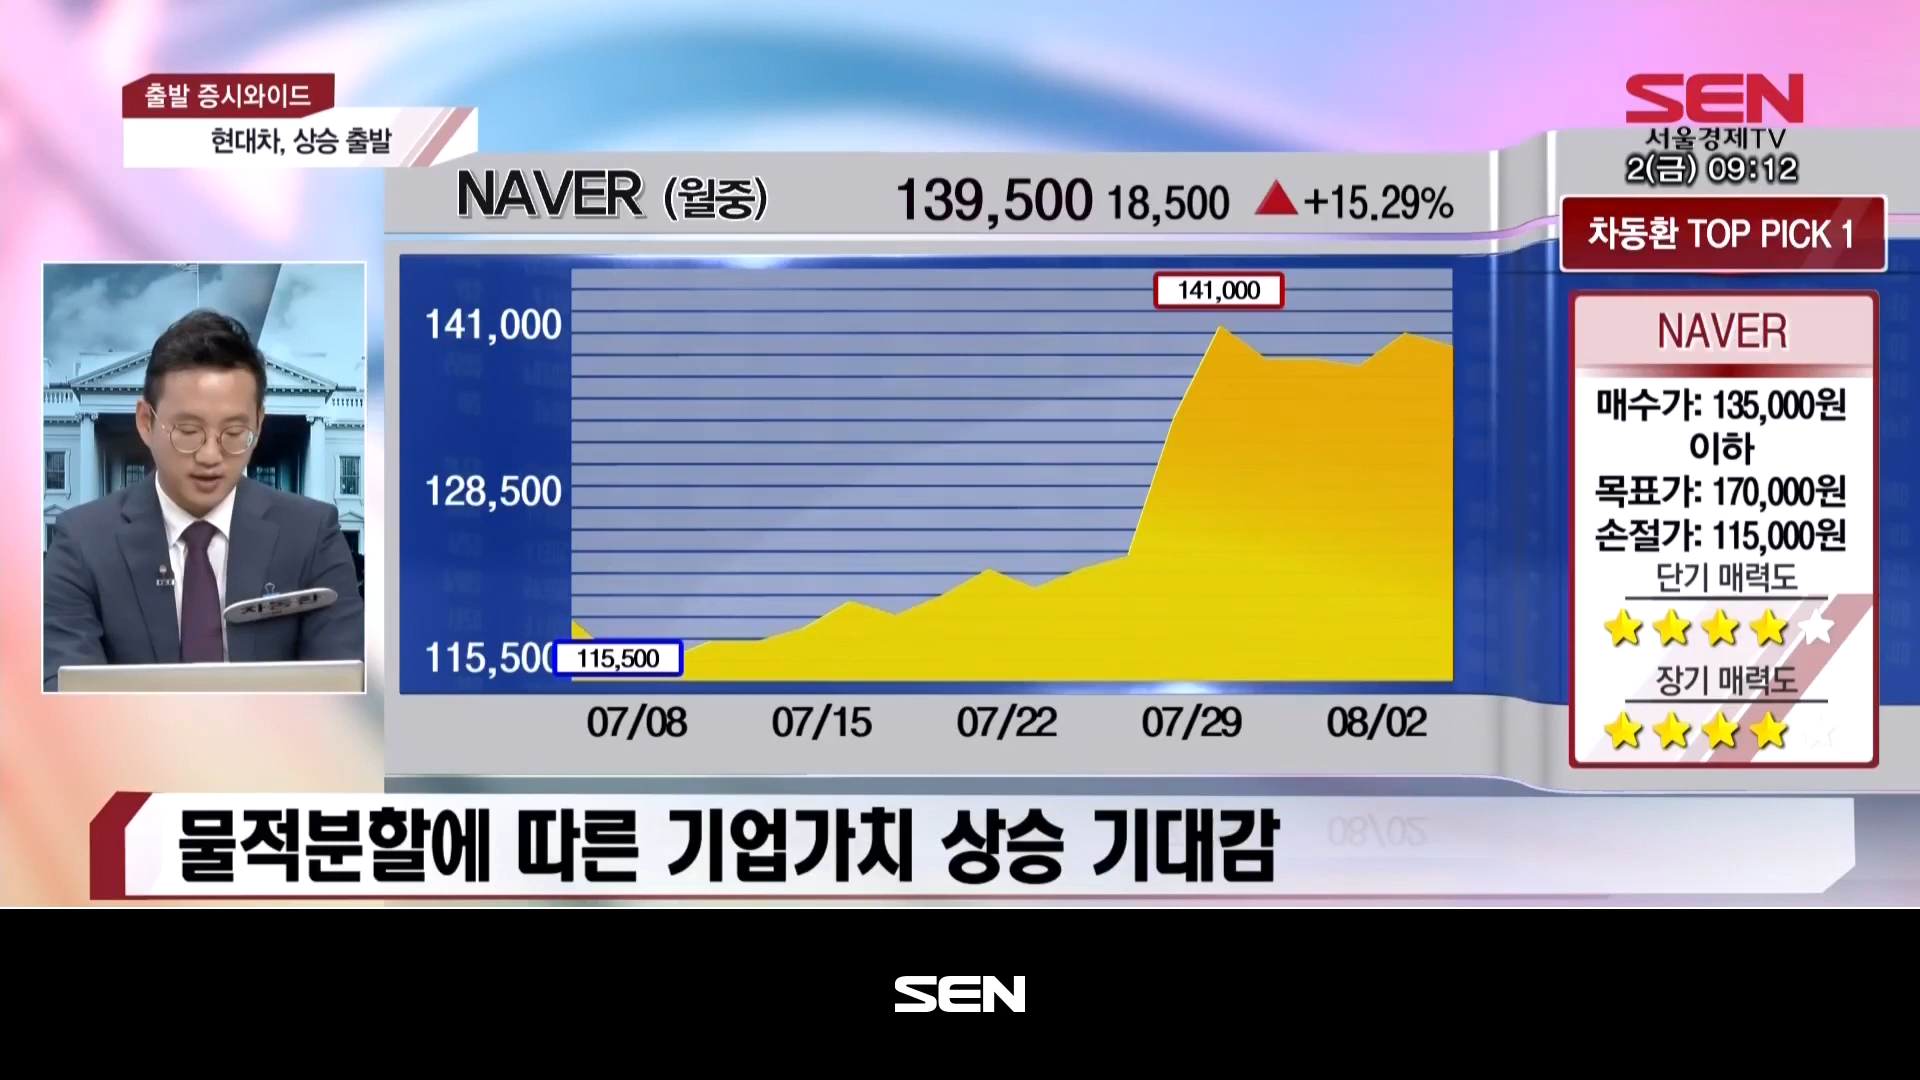 출발 증시와이드
현대차, 상승 출발
SEN
서울경제TV
2(금) 09:12
NAVER (월중) 139,500 18,500 ▲+15.29%
차동환 TOP PICK 1
NAVER
매수가: 135,000원
이하
목표가: 170,000원
손절가: 115,000원
단기 매력도
장기 매력도
141,000
141,000
128,500
115,500
115,500
07/08 07/15 07/22 07/29 08/02
차동환
물적분할에 따른 기업가치 상승 기대감
08/02
SEN